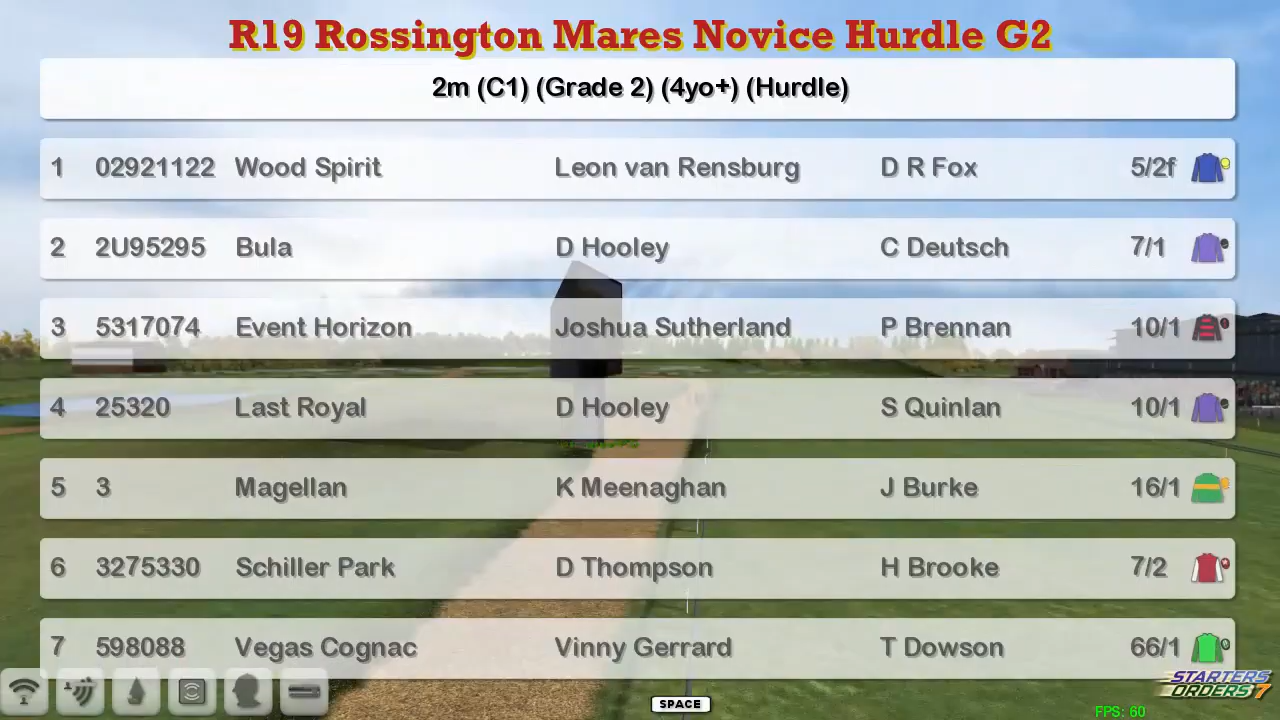 R19 Rossington Mares Novice Hurdle G2
2m (C1) (Grade 2) (4yo+) (Hurdle)
1 02921122 Wood Spirit Leon van Rensburg D R Fox 5/2f
2 2U95295 Bula D Hooley C Deutsch 7/1
3 5317074 Event Horizon Joshua Sutherland P Brennan 10/1
4 25320 Last Royal D Hooley S Quinlan 10/1
5 3 Magellan K Meenaghan J Burke 16/1
6 3275330 Schiller Park D Thompson H Brooke 7/2
7 598088 Vegas Cognac Vinny Gerrard T Dowson 66/1
STARTERS ORDERS 7
SPACE
FPS: 60